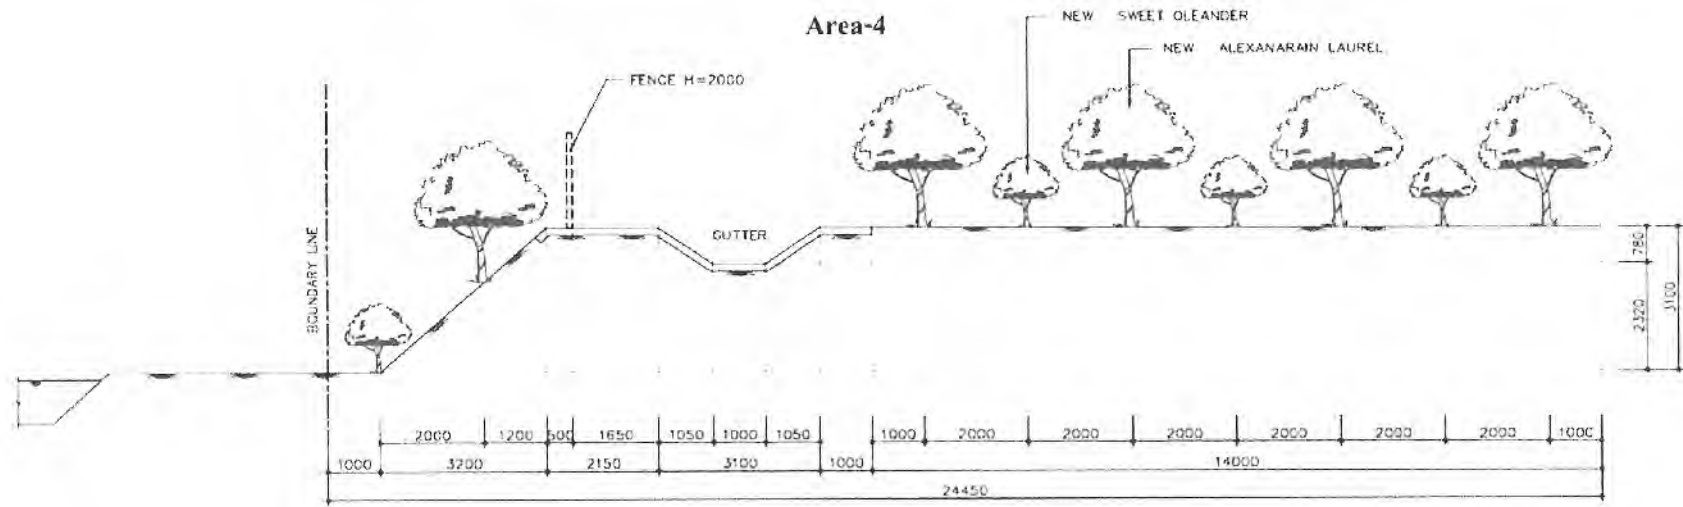 Area-4
NEW SWEET OLEANDER
NEW ALEXANARAIN LAUREL
FENCE H=2000
BOUNDARY LINE
GUTTER
780
2320
3100
2000 1200 500 1650 1050 1000 1050 1000 2000 2000 2000 2000 2000 2000 1000
1000 3200 2150 3100 1000 14000
24450